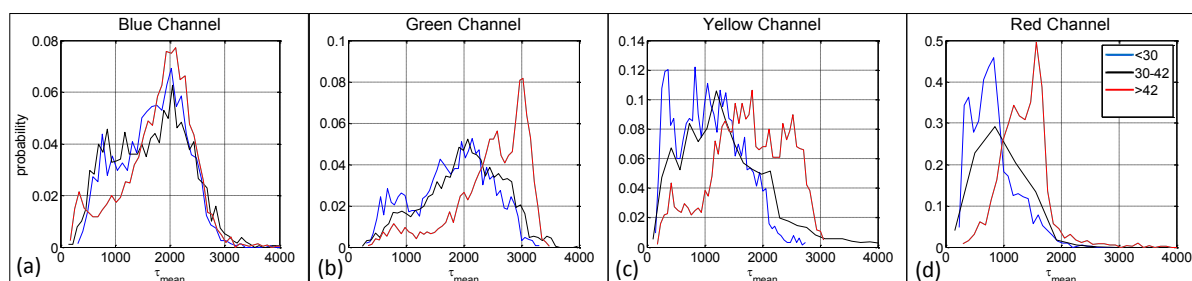 Blue Channel
0.08
0.06
0.04
0.02
0
probability
0 1000 2000 3000 4000
τmean
(a)
Green Channel
0.1
0.08
0.06
0.04
0.02
0
0 1000 2000 3000 4000
τmean
(b)
Yellow Channel
0.14
0.12
0.10
0.08
0.06
0.04
0.02
0
0 1000 2000 3000 4000
τmean
(c)
Red Channel
0.5
0.4
0.3
0.2
0.1
0
0 1000 2000 3000 4000
τmean
(d)
<30
30-42
>42